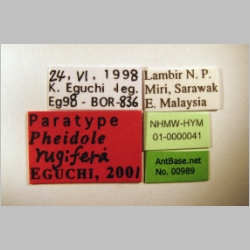 24. VI. 1998
K. Eguchi leg.
Eg98 - BOR-836
Lambir N. P.
Miri, Sarawak
E. Malaysia
Paratype
Pheidole
rugifera
EGUCHI, 2001
NHMW-HYM
01-0000041
AntBase.net
No. 00989